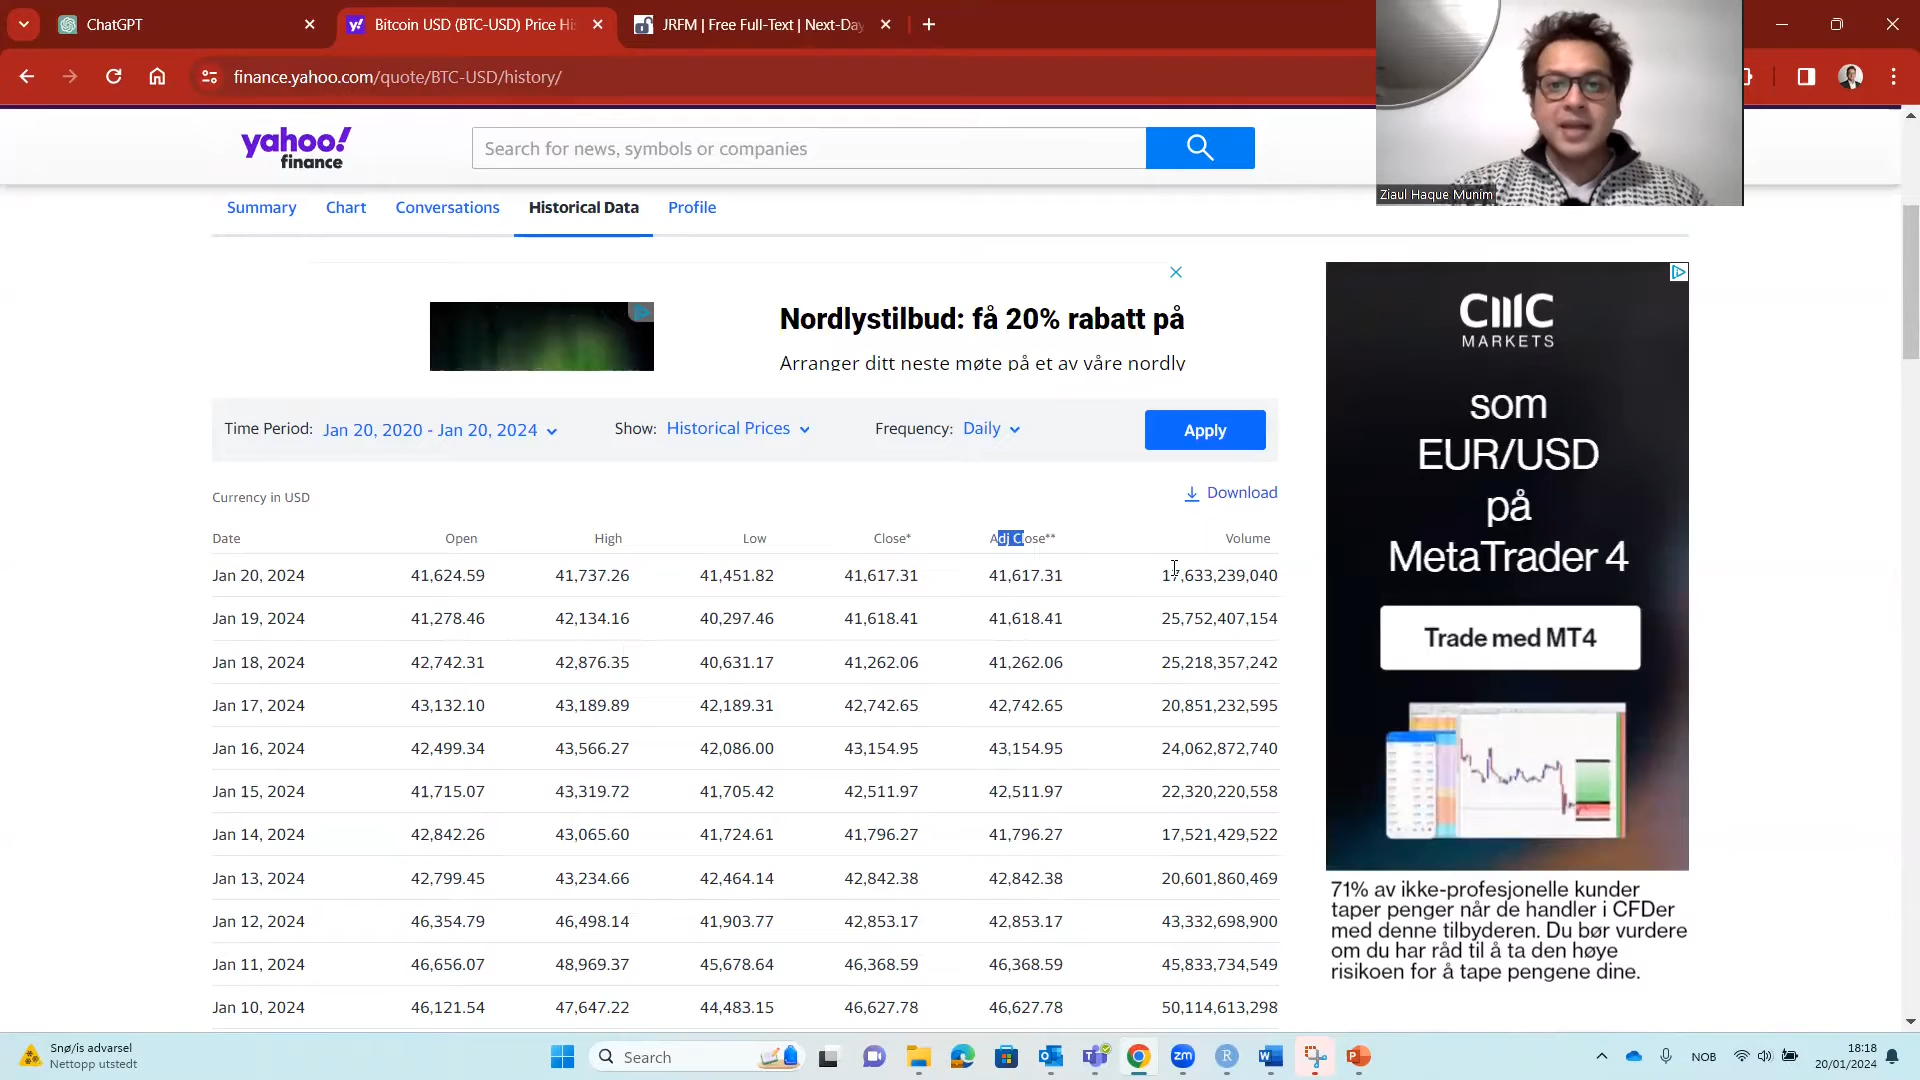 ChatGPT
Bitcoin USD (BTC-USD) Price Hi
JRFM | Free Full-Text | Next-Day
finance.yahoo.com/quote/BTC-USD/history/
Ziaul Haque Munim
yahoo!
finance
Search for news, symbols or companies
Summary
Chart
Conversations
Historical Data
Profile
Nordlystilbud: få 20% rabatt på
Arranger ditt neste møte på et av våre nordly
Time Period: Jan 20, 2020 - Jan 20, 2024
Show: Historical Prices
Frequency: Daily
Apply
Currency in USD
Download
Date Open High Low Close* Adj Close** Volume
Jan 20, 2024 41,624.59 41,737.26 41,451.82 41,617.31 41,617.31 17,633,239,040
Jan 19, 2024 41,278.46 42,134.16 40,297.46 41,618.41 41,618.41 25,752,407,154
Jan 18, 2024 42,742.31 42,876.35 40,631.17 41,262.06 41,262.06 25,218,357,242
Jan 17, 2024 43,132.10 43,189.89 42,189.31 42,742.65 42,742.65 20,851,232,595
Jan 16, 2024 42,499.34 43,566.27 42,086.00 43,154.95 43,154.95 24,062,872,740
Jan 15, 2024 41,715.07 43,319.72 41,705.42 42,511.97 42,511.97 22,320,220,558
Jan 14, 2024 42,842.26 43,065.60 41,724.61 41,796.27 41,796.27 17,521,429,522
Jan 13, 2024 42,799.45 43,234.66 42,464.14 42,842.38 42,842.38 20,601,860,469
Jan 12, 2024 46,354.79 46,498.14 41,903.77 42,853.17 42,853.17 43,332,698,900
Jan 11, 2024 46,656.07 48,969.37 45,678.64 46,368.59 46,368.59 45,833,734,549
Jan 10, 2024 46,121.54 47,647.22 44,483.15 46,627.78 46,627.78 50,114,613,298
CMC
MARKETS
som
EUR/USD
på
MetaTrader 4
Trade med MT4
71% av ikke-profesjonelle kunder
taper penger når de handler i CFDer
med denne tilbyderen. Du bør vurdere
om du har råd til å ta den høye
risikoen for å tape pengene dine.
Snø/is advarsel
Nettopp utstedt
Search
zm
NOB
18:18
20/01/2024